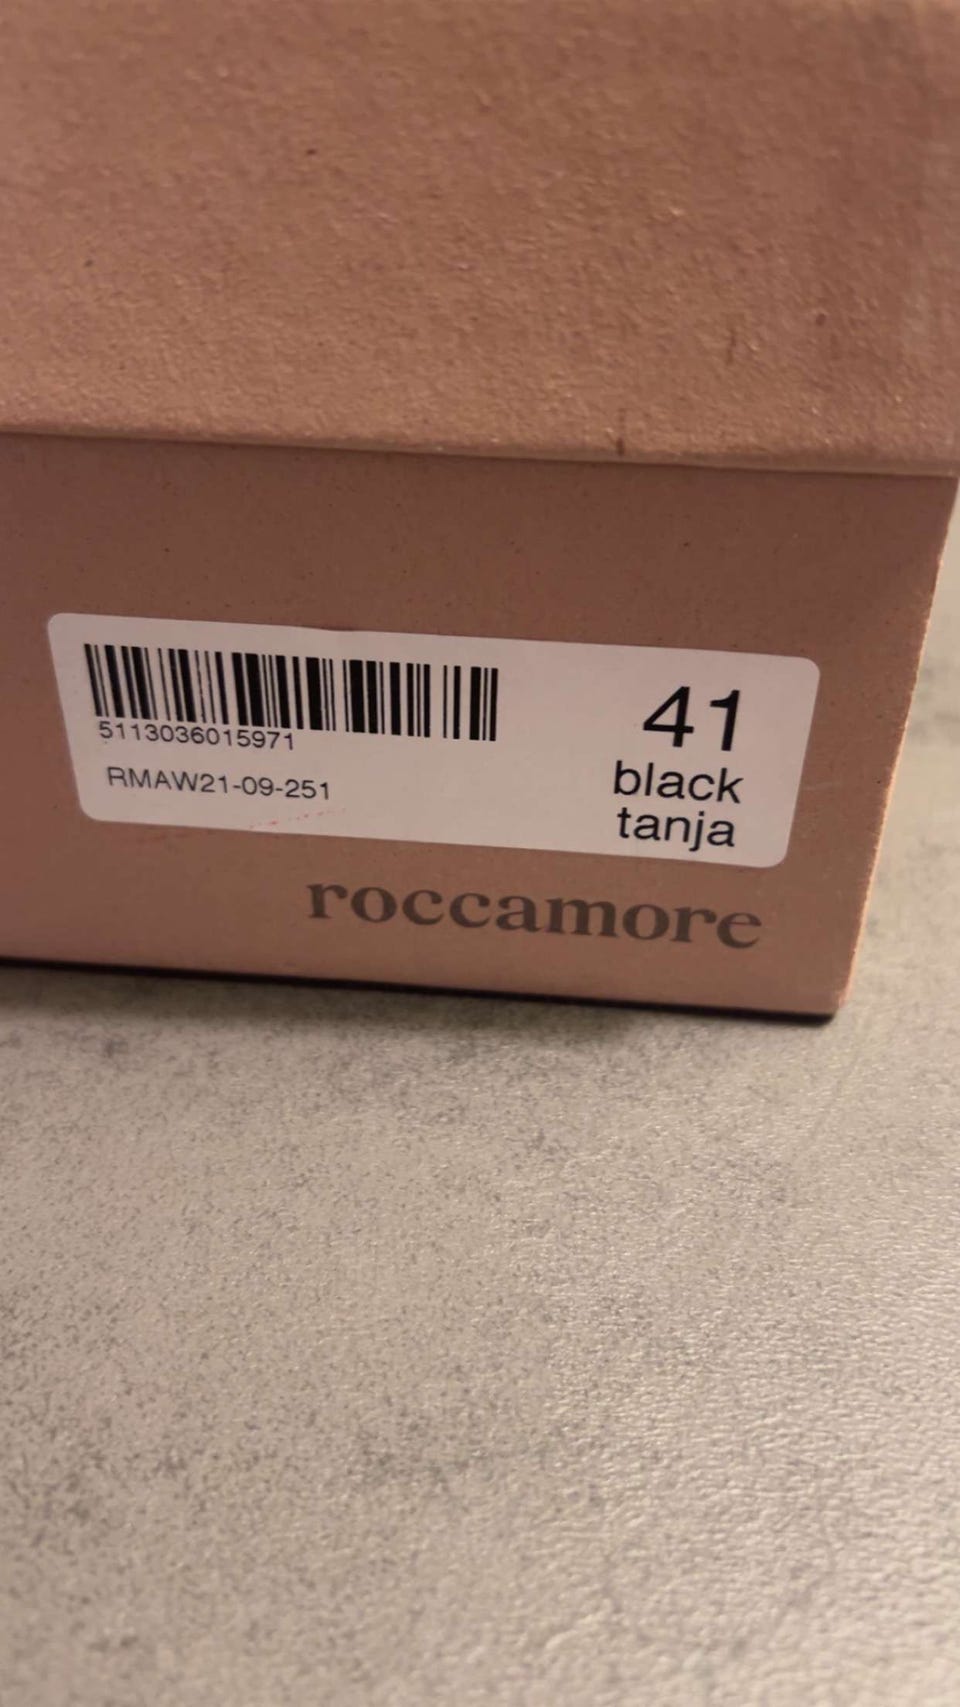 5113036015971
RMAW21-09-251
41
black
tanja
roccamore